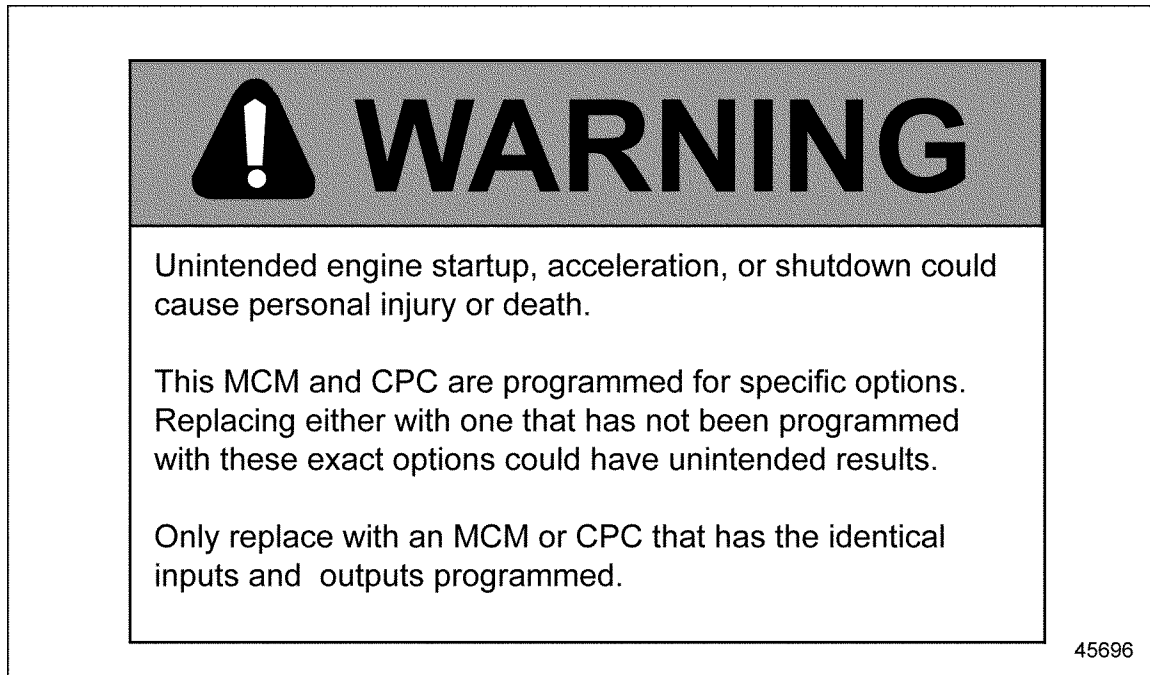 WARNING
Unintended engine startup, acceleration, or shutdown could
cause personal injury or death.
This MCM and CPC are programmed for specific options.
Replacing either with one that has not been programmed
with these exact options could have unintended results.
Only replace with an MCM or CPC that has the identical
inputs and  outputs programmed.
45696